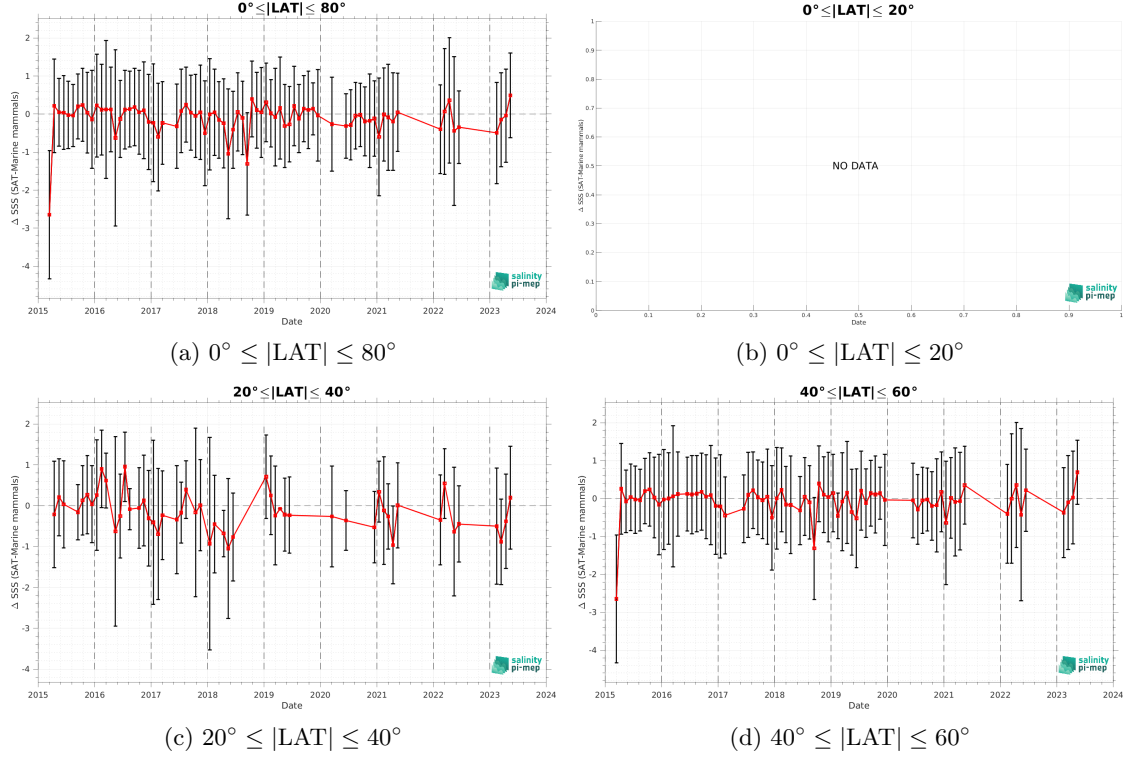 0°≤|LAT|≤ 80°
Δ SSS (SAT-Marine mammals)
2
1
0
-1
-2
-3
-4
2015 2016 2017 2018 2019 2020 2021 2022 2023 2024
Date
salinity
pi-mep
(a) 0° ≤ |LAT| ≤ 80°
0°≤|LAT|≤ 20°
Δ SSS (SAT-Marine mammals)
1
0.9
0.8
0.7
0.6
0.5
0.4
0.3
0.2
0.1
0
NO DATA
0 0.1 0.2 0.3 0.4 0.5 0.6 0.7 0.8 0.9 1
Date
salinity
pi-mep
(b) 0° ≤ |LAT| ≤ 20°
20°≤|LAT|≤ 40°
Δ SSS (SAT-Marine mammals)
2
1
0
-1
-2
-3
-4
2015 2016 2017 2018 2019 2020 2021 2022 2023 2024
Date
salinity
pi-mep
(c) 20° ≤ |LAT| ≤ 40°
40°≤|LAT|≤ 60°
Δ SSS (SAT-Marine mammals)
2
1
0
-1
-2
-3
-4
2015 2016 2017 2018 2019 2020 2021 2022 2023 2024
Date
salinity
pi-mep
(d) 40° ≤ |LAT| ≤ 60°